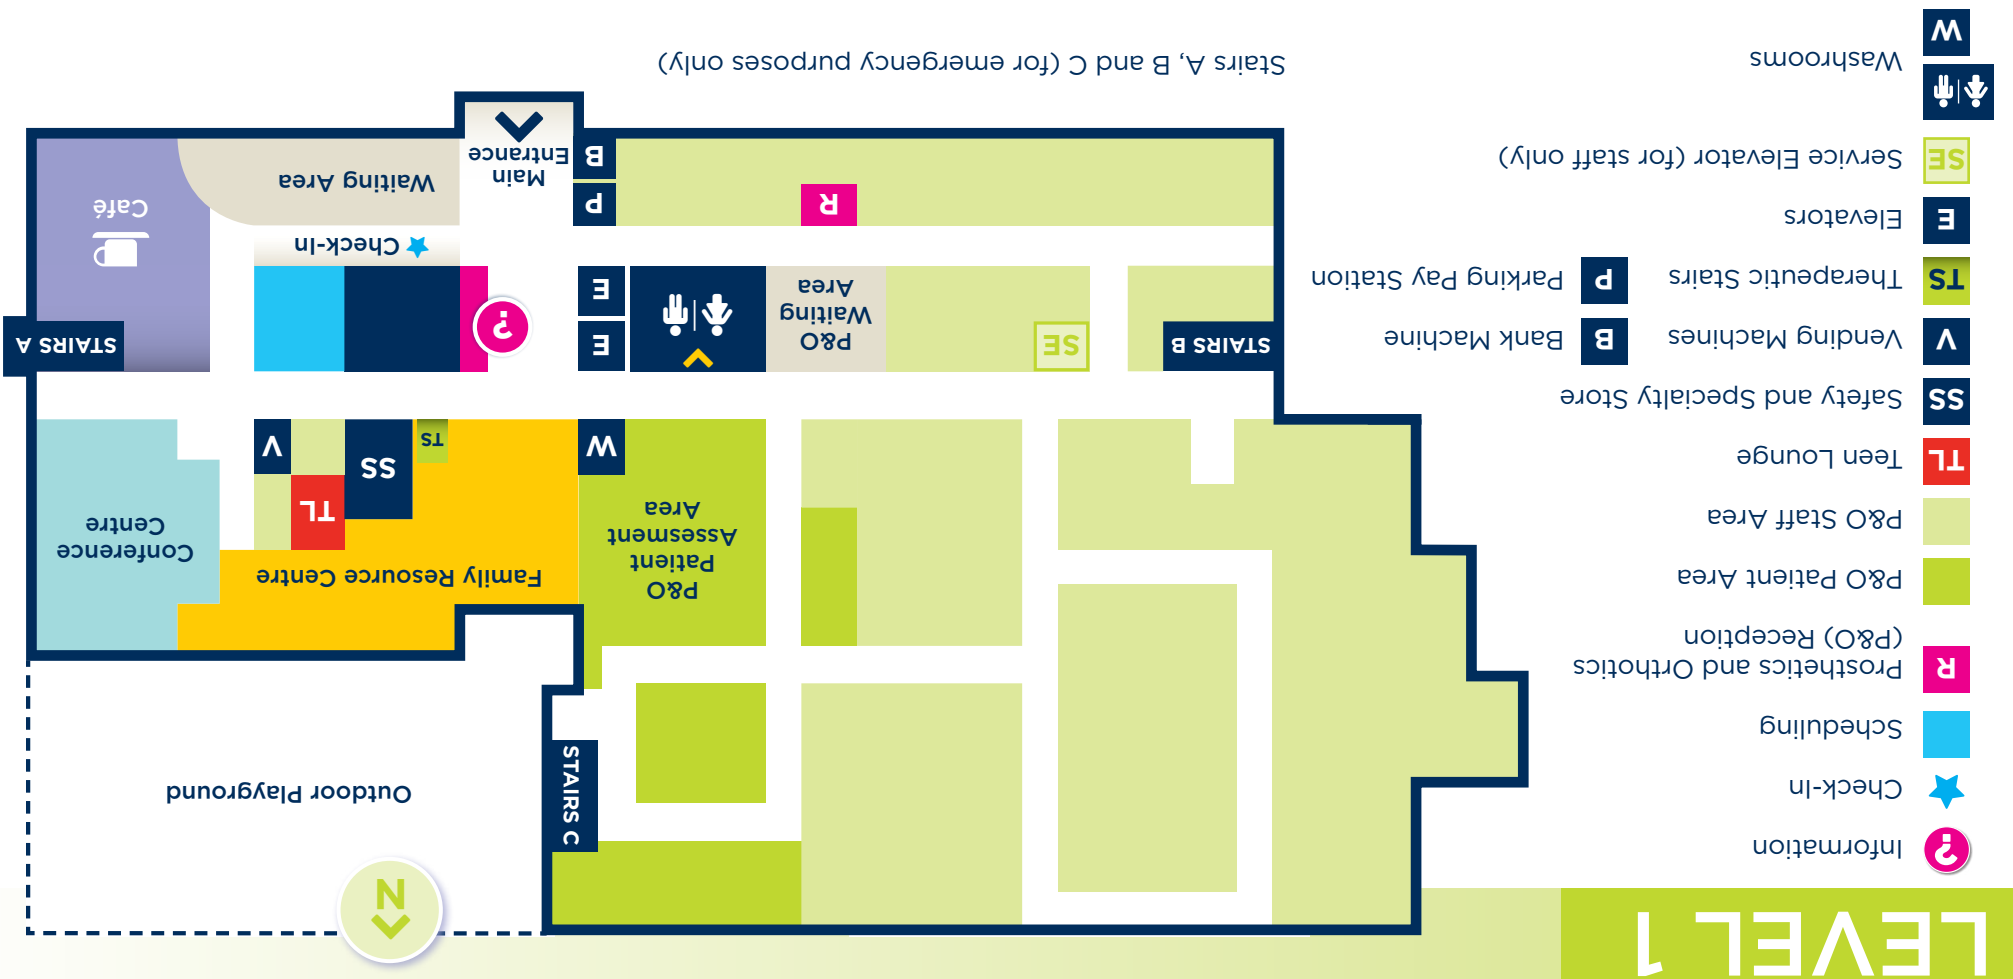 LEVEL 1
Information
Check-In
Scheduling
R
Prosthetics and Orthotics
(P&O) Reception
P&O Patient Area
P&O Staff Area
TL
Teen Lounge
SS
Safety and Specialty Store
V
Vending Machines
B
Bank Machine
TS
Therapeutic Stairs
P
Parking Pay Station
E
Elevators
SE
Service Elevator (for staff only)
Washrooms
W
N
Outdoor Playground
STAIRS C
P&O
Patient
Assessment
Area
Family Resource Centre
Conference
Centre
TL
SS
TS
V
W
STAIRS B
SE
P&O
Waiting
Area
E
E
?
STAIRS A
Check-In
Café
R
P
B
Main
Entrance
Waiting Area
Stairs A, B and C (for emergency purposes only)